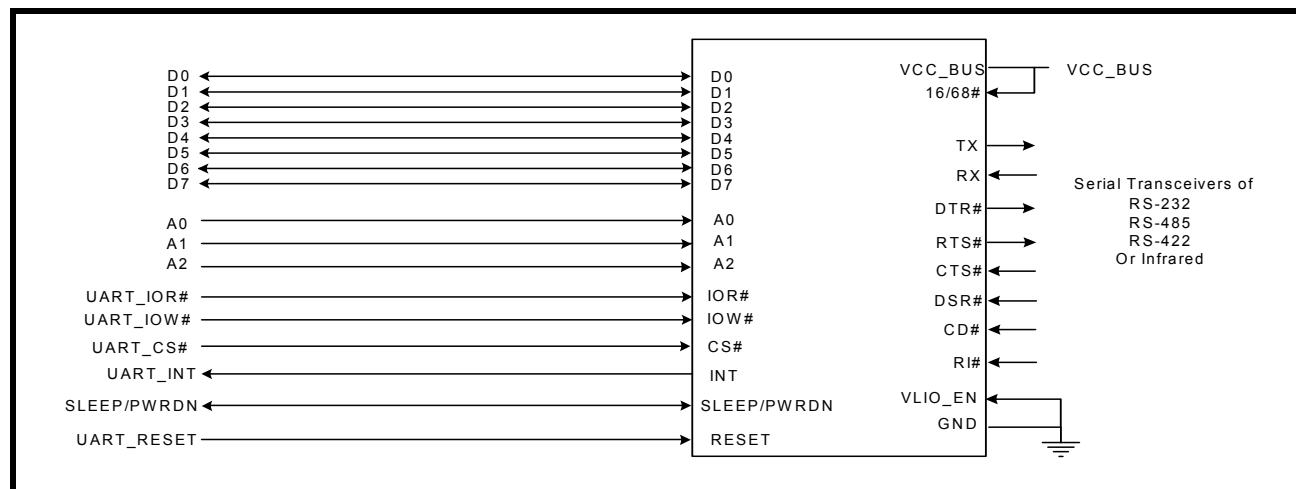 D0
D1
D2
D3
D4
D5
D6
D7
A0
A1
A2
UART_IOR#
UART_IOW#
UART_CS#
UART_INT
SLEEP/PWRDN
UART_RESET
D0
D1
D2
D3
D4
D5
D6
D7
A0
A1
A2
IOR#
IOW#
CS#
INT
SLEEP/PWRDN
RESET
VCC_BUS
16/68#
TX
RX
DTR#
RTS#
CTS#
DSR#
CD#
RI#
VLIO_EN
GND
VCC_BUS
Serial Transceivers of
RS-232
RS-485
RS-422
Or Infrared